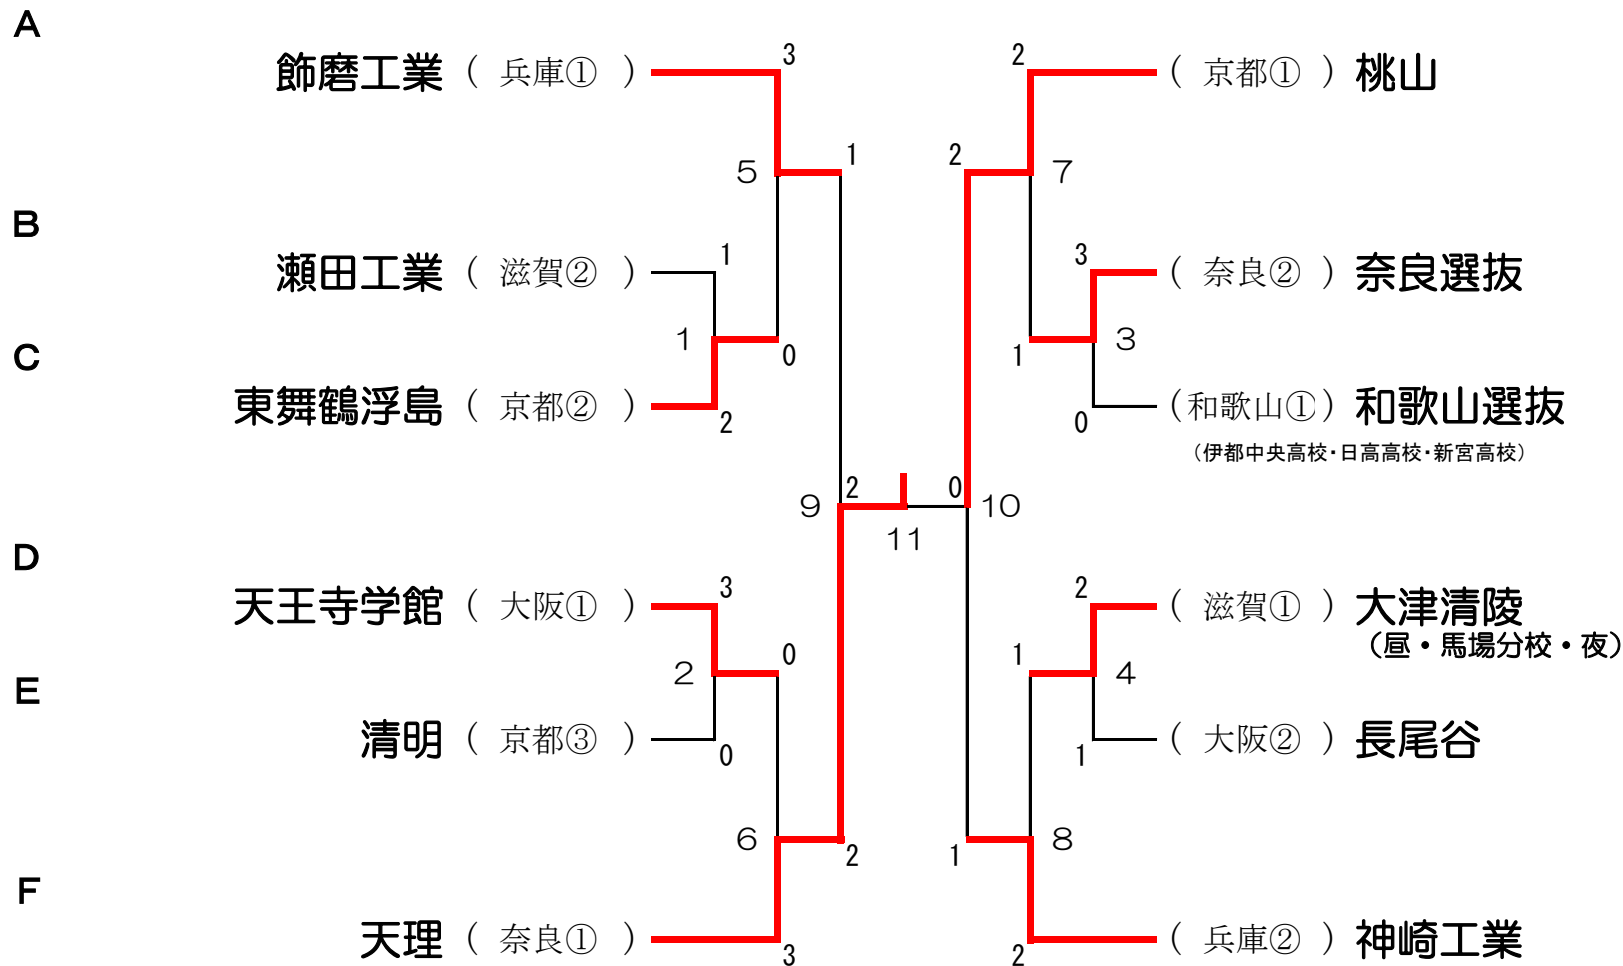 A
飾磨工業 ( 兵庫① ) 3 2 ( 京都① ) 桃山
5 1 2 7
B
瀬田工業 ( 滋賀② ) 1 3 ( 奈良② ) 奈良選抜
1 0 1 3
C
東舞鶴浮島 ( 京都② ) 2 0 (和歌山①) 和歌山選抜
(伊都中央高校・日高高校・新宮高校)
9 2 0 10
11
D
天王寺学館 ( 大阪① ) 3 2 ( 滋賀① ) 大津清陵
(昼・馬場分校・夜)
2 0 1 4
E
清明 ( 京都③ ) 0 1 ( 大阪② ) 長尾谷
6 2 1 8
F
天理 ( 奈良① ) 3 2 ( 兵庫② ) 神崎工業